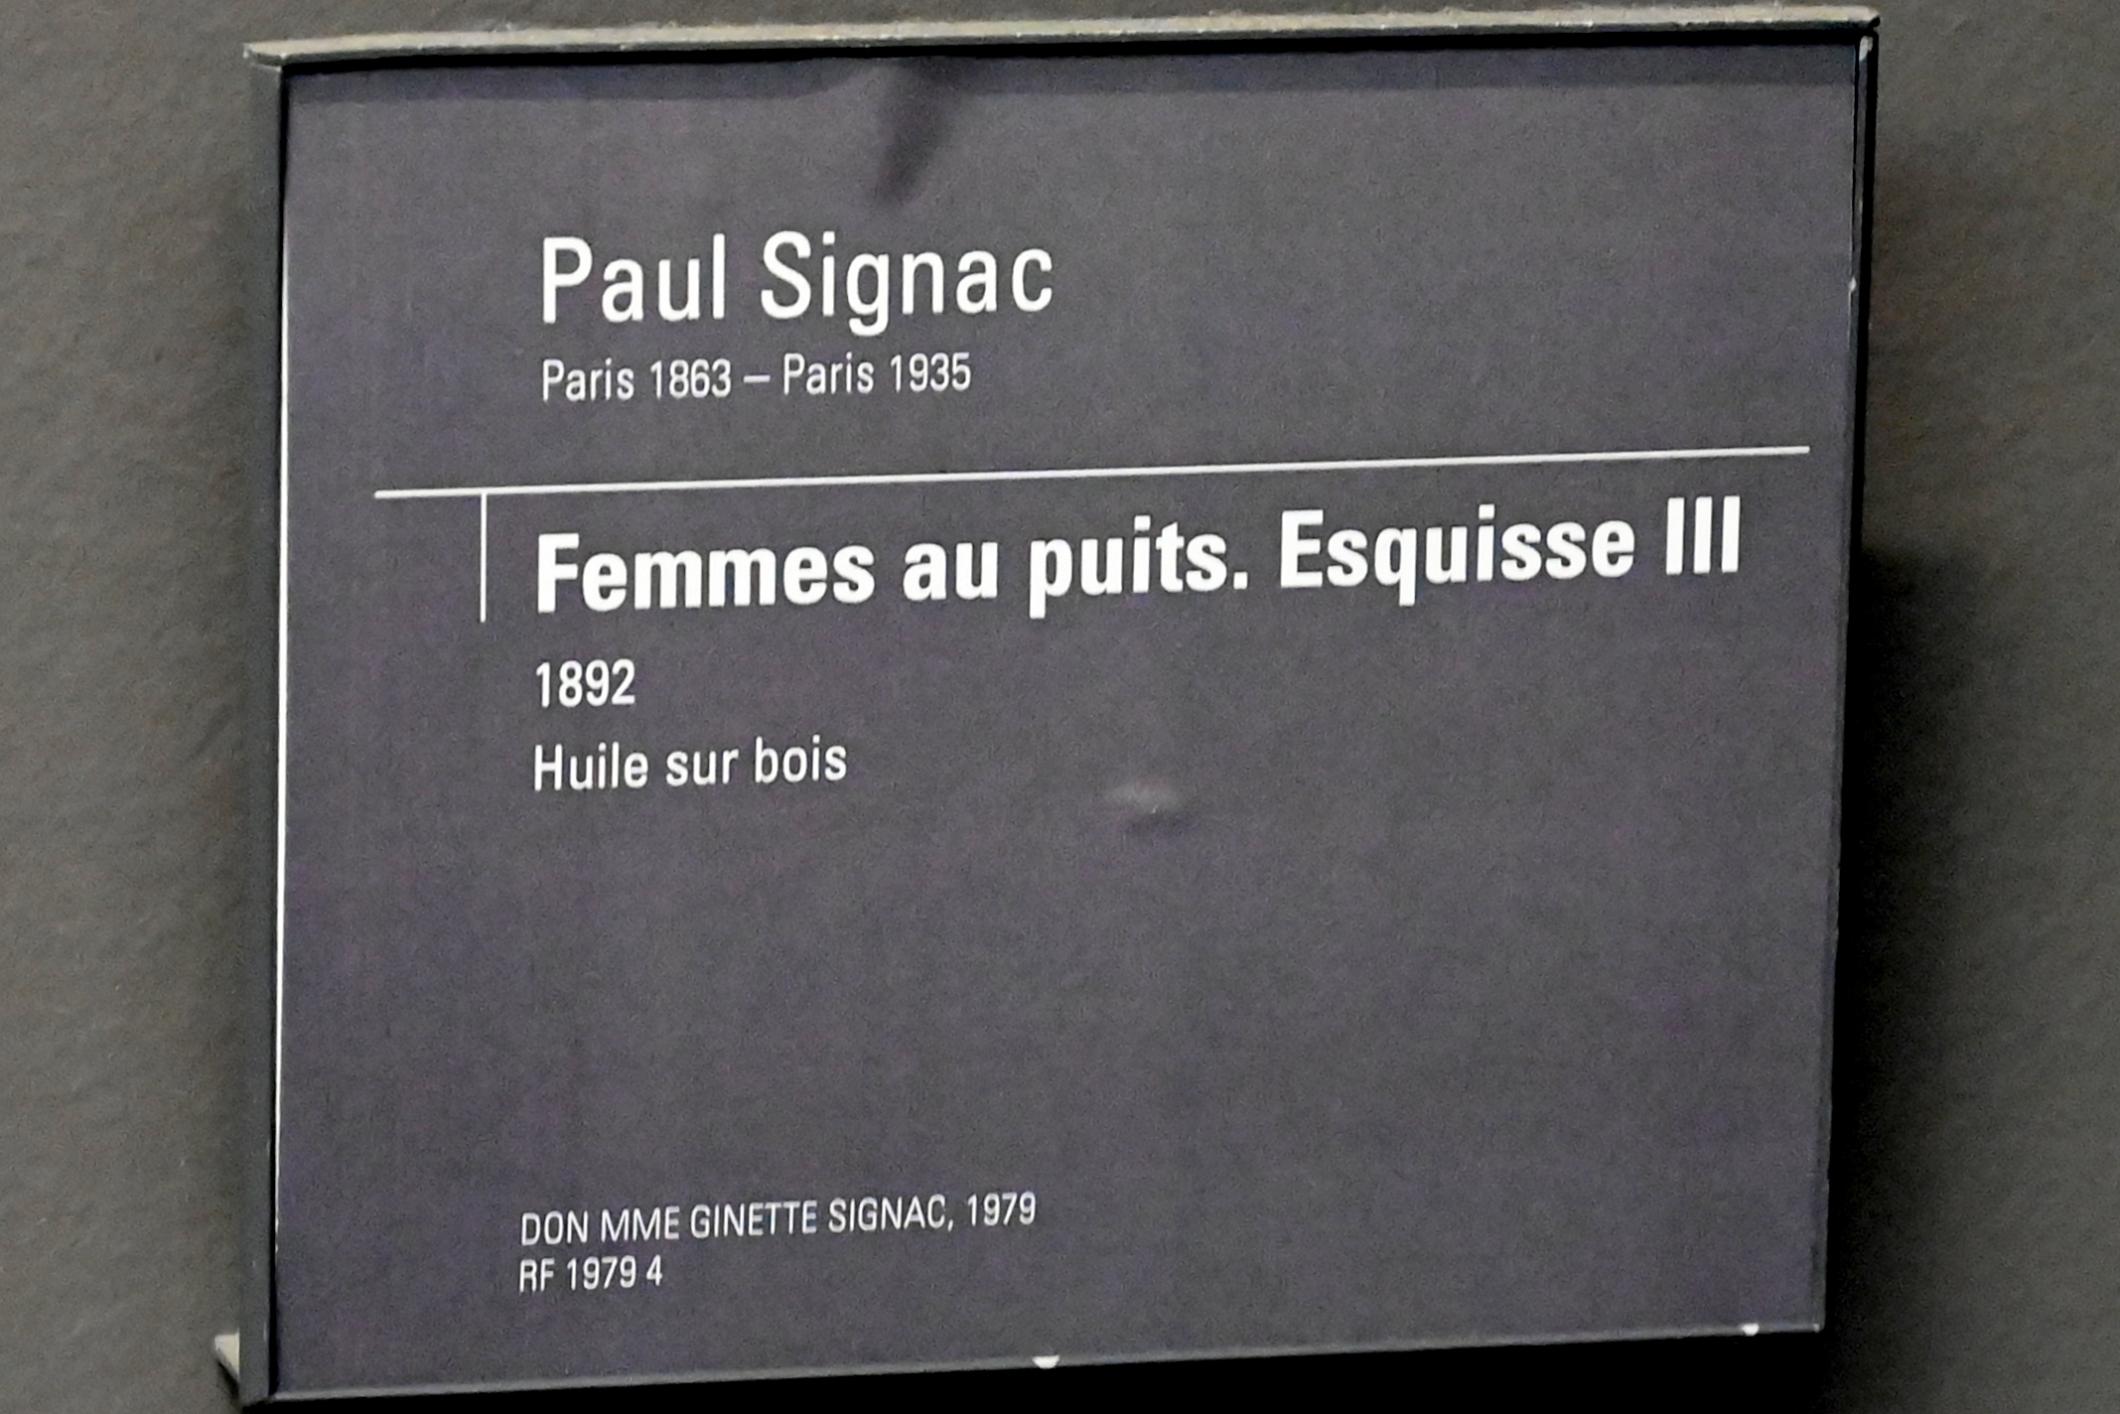 Paul Signac
Paris 1863 – Paris 1935
Femmes au puits. Esquisse III
1892
Huile sur bois
DON MME GINETTE SIGNAC, 1979
RF 1979 4